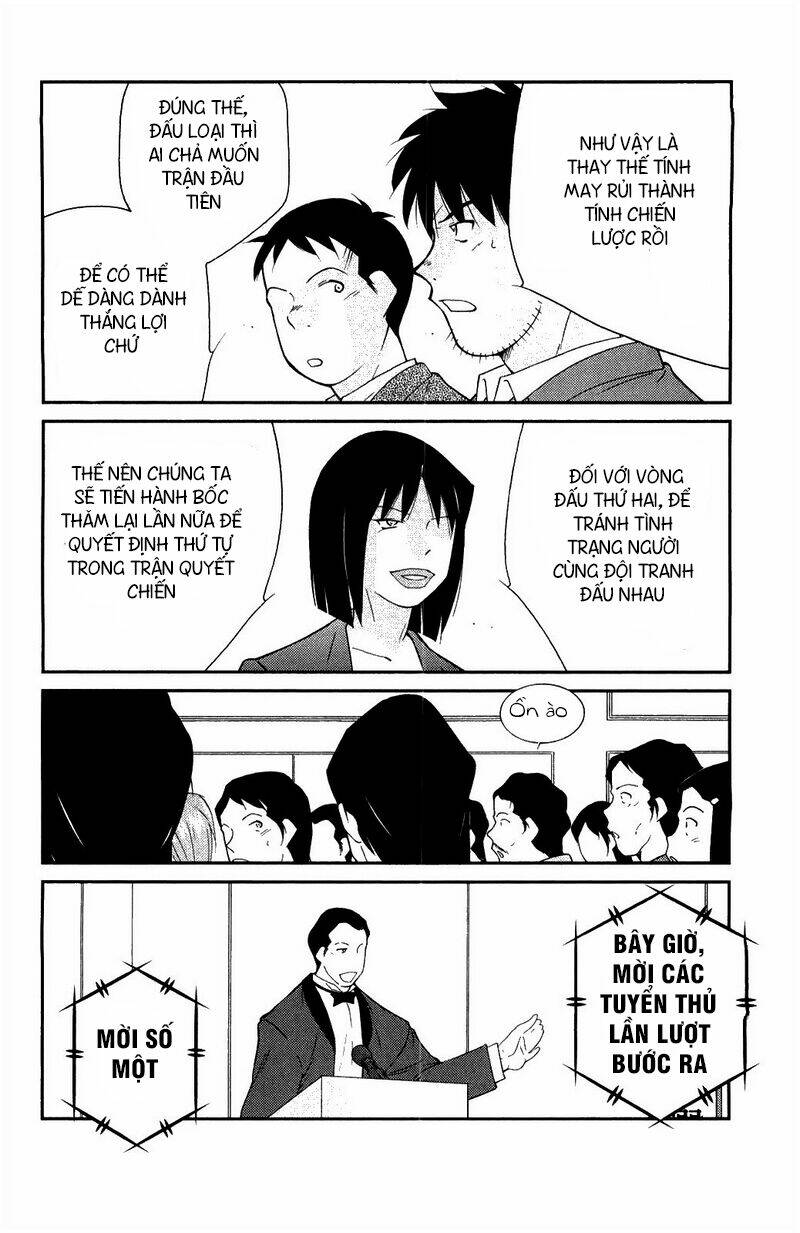 NHƯ VẬY LÀ
THAY THẾ TÍNH
MAY RỦI THÀNH
TÍNH CHIẾN
LƯỢC RỒI
ĐÚNG THẾ,
ĐẤU LOẠI THÌ
AI CHẢ MUỐN
TRẬN ĐẦU
TIÊN
ĐỂ CÓ THỂ
DỄ DÀNG DÀNH
THẮNG LỢI
CHỨ
ĐỐI VỚI VÒNG
ĐẤU THỨ HAI, ĐỂ
TRÁNH TÌNH
TRẠNG NGƯỜI
CÙNG ĐỘI TRANH
ĐẤU NHAU
THẾ NÊN CHÚNG TA
SẼ TIẾN HÀNH BỐC
THĂM LẠI LẦN NỮA ĐỂ
QUYẾT ĐỊNH THỨ TỰ
TRONG TRẬN QUYẾT
CHIẾN
Ồn ào
BÂY GIỜ,
MỜI CÁC
TUYỂN THỦ
LẦN LƯỢT
BƯỚC RA
MỜI SỐ
MỘT